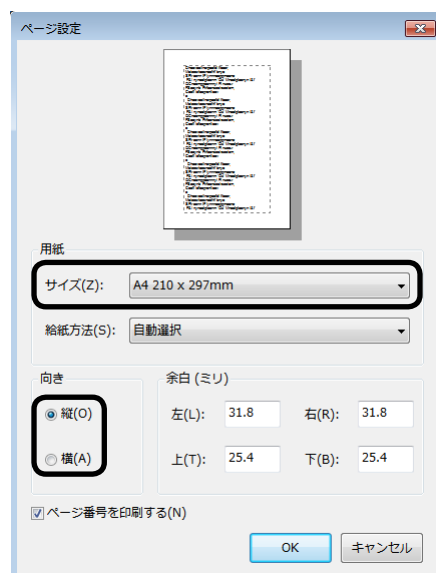 ページ設定
用紙
サイズ(Z): A4 210 x 297mm
給紙方法(S): 自動選択
向き
縦(O)
横(A)
余白 (ミリ)
左(L): 31.8 右(R): 31.8
上(T): 25.4 下(B): 25.4
ページ番号を印刷する(N)
OK キャンセル